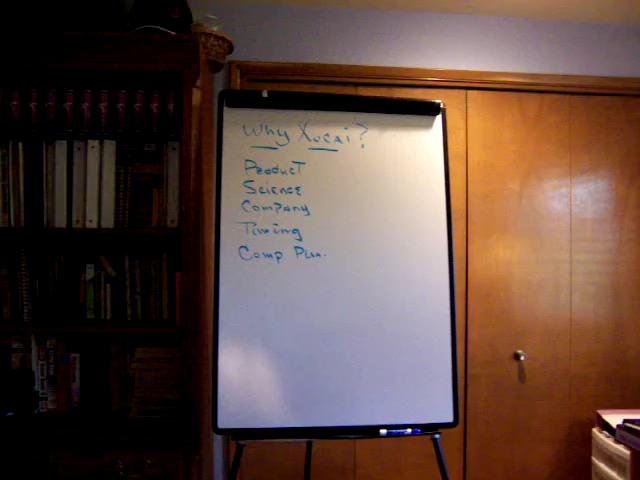 Why Xocai?
Product
Science
Company
Timing
Comp Plan.